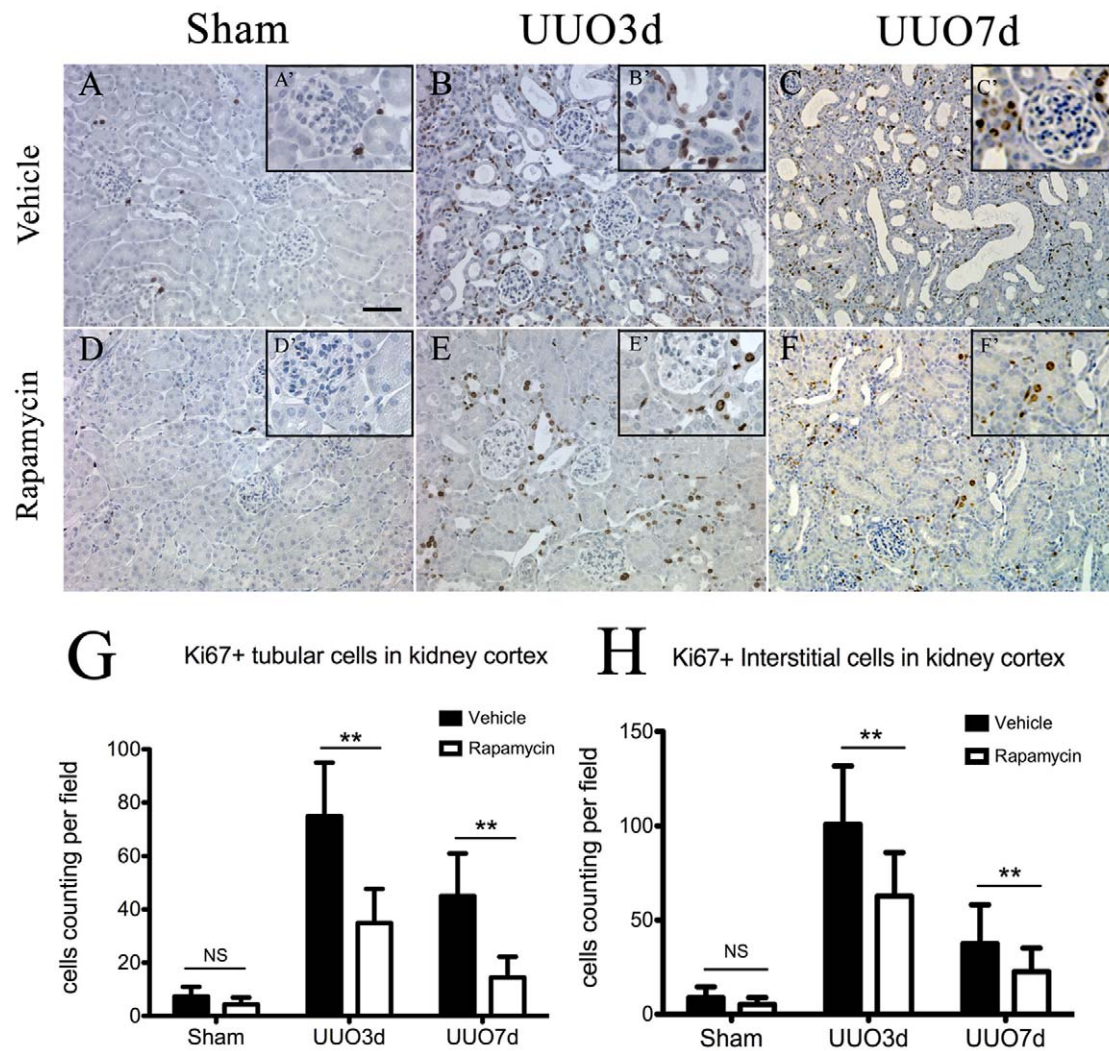 Sham UUO3d UUO7d
Vehicle
A A’ B B’ C C’
Rapamycin
D D’ E E’ F F’
G Ki67+ tubular cells in kidney cortex
cells counting per field
Vehicle
Rapamycin
100
80
60
40
20
0
NS
**
**
Sham UUO3d UUO7d
H Ki67+ Interstitial cells in kidney cortex
cells counting per field
Vehicle
Rapamycin
150
100
50
0
NS
**
**
Sham UUO3d UUO7d